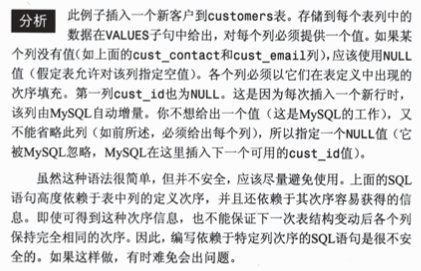 分析 此例子插入一个新客户到customers表。存储到每个表列中的
数据在VALUES子句中给出，对每个列必须提供一个值。如果某
个列没有值（如上面的cust_contact和cust_email列），应该使用NULL
值（假定表允许对该列指定空值）。各个列必须以它们在表定义中出现的
次序填充。第一列cust_id也为NULL。这是因为每次插入一个新行时，
该列由MySQL自动增量。你不想给出一个值（这是MySQL的工作），又
不能省略此列（如前所述，必须给出每个列），所以指定一个NULL值（它
被MySQL忽略，MySQL在这里插入下一个可用的cust_id值）。
虽然这种语法很简单，但并不安全，应该尽量避免使用。上面的SQL
语句高度依赖于表中列的定义次序，并且还依赖于其次序容易获得的信
息。即使可得到这种次序信息，也不能保证下一次表结构变动后各个列
保持完全相同的次序。因此，编写依赖于特定列次序的SQL语句是很不安
全的。如果这样做，有时难免会出问题。